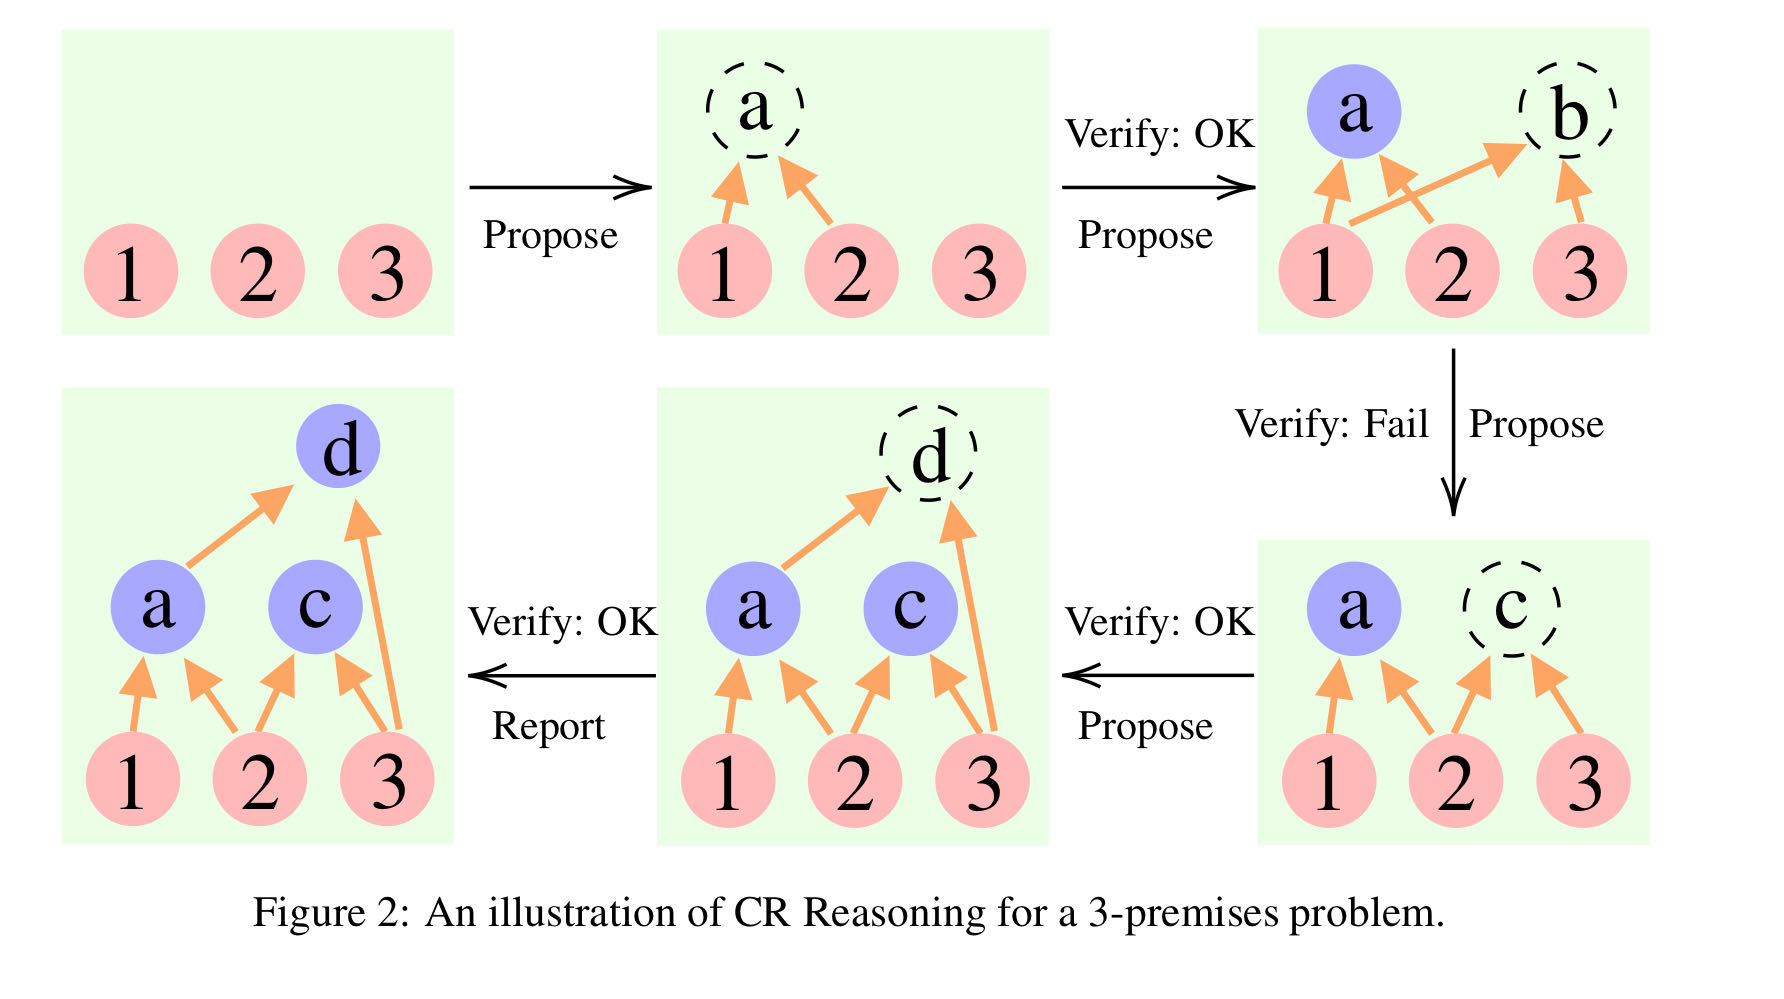 1 2 3
Propose
a
1 2 3
Verify: OK
Propose
a b
1 2 3
Verify: Fail Propose
a c
1 2 3
Verify: OK
Propose
d
a c
1 2 3
Verify: OK
Report
d
a c
1 2 3
Figure 2: An illustration of CR Reasoning for a 3-premises problem.